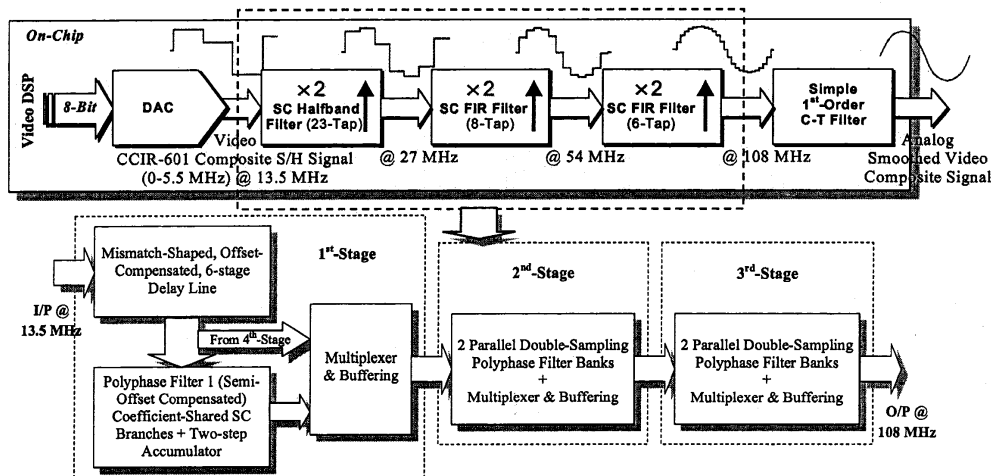 On-Chip
Video DSP
8-Bit
DAC
×2
SC Halfband
Filter (23-Tap)
×2
SC FIR Filter
(8-Tap)
×2
SC FIR Filter
(6-Tap)
Simple
1st-Order
C-T Filter
Video
CCIR-601 Composite S/H Signal
(0-5.5 MHz) @ 13.5 MHz
@ 27 MHz
@ 54 MHz
@ 108 MHz
Analog
Smoothed Video
Composite Signal
I/P @
13.5 MHz
Mismatch-Shaped, Offset-
Compensated, 6-stage
Delay Line
1st-Stage
From 4th-Stage
Polyphase Filter 1 (Semi-
Offset Compensated)
Coefficient-Shared SC
Branches + Two-step
Accumulator
Multiplexer
& Buffering
2nd-Stage
2 Parallel Double-Sampling
Polyphase Filter Banks
+
Multiplexer & Buffering
3rd-Stage
2 Parallel Double-Sampling
Polyphase Filter Banks
+
Multiplexer & Buffering
O/P @
108 MHz